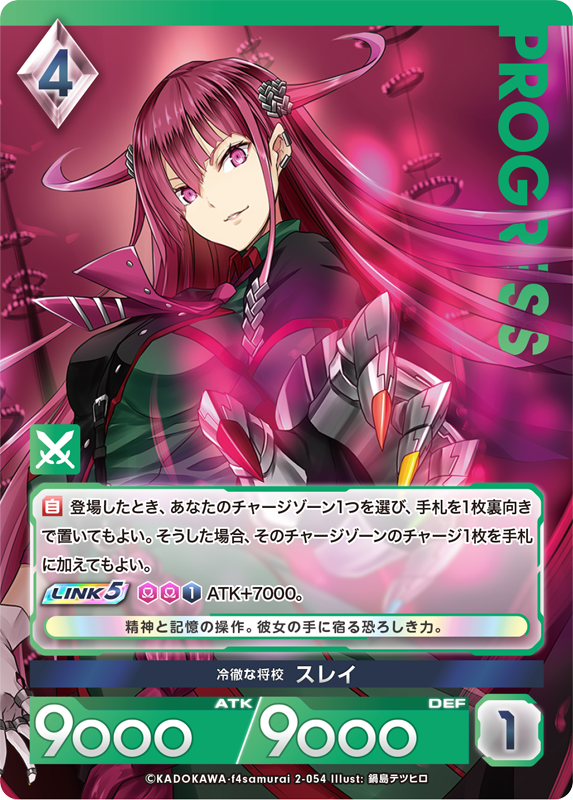 4
PROGRESS
自 登場したとき、あなたのチャージゾーン1つを選び、手札を1枚裏向き
で置いてもよい。そうした場合、そのチャージゾーンのチャージ1枚を手札
に加えてもよい。
LINK 5 Ω Ω 1 ATK+7000。
精神と記憶の操作。彼女の手に宿る恐ろしき力。
冷徹な将校 スレイ
ATK DEF
9000 / 9000 1
©KADOKAWA·f4samurai 2-054 Illust: 鍋島テツヒロ